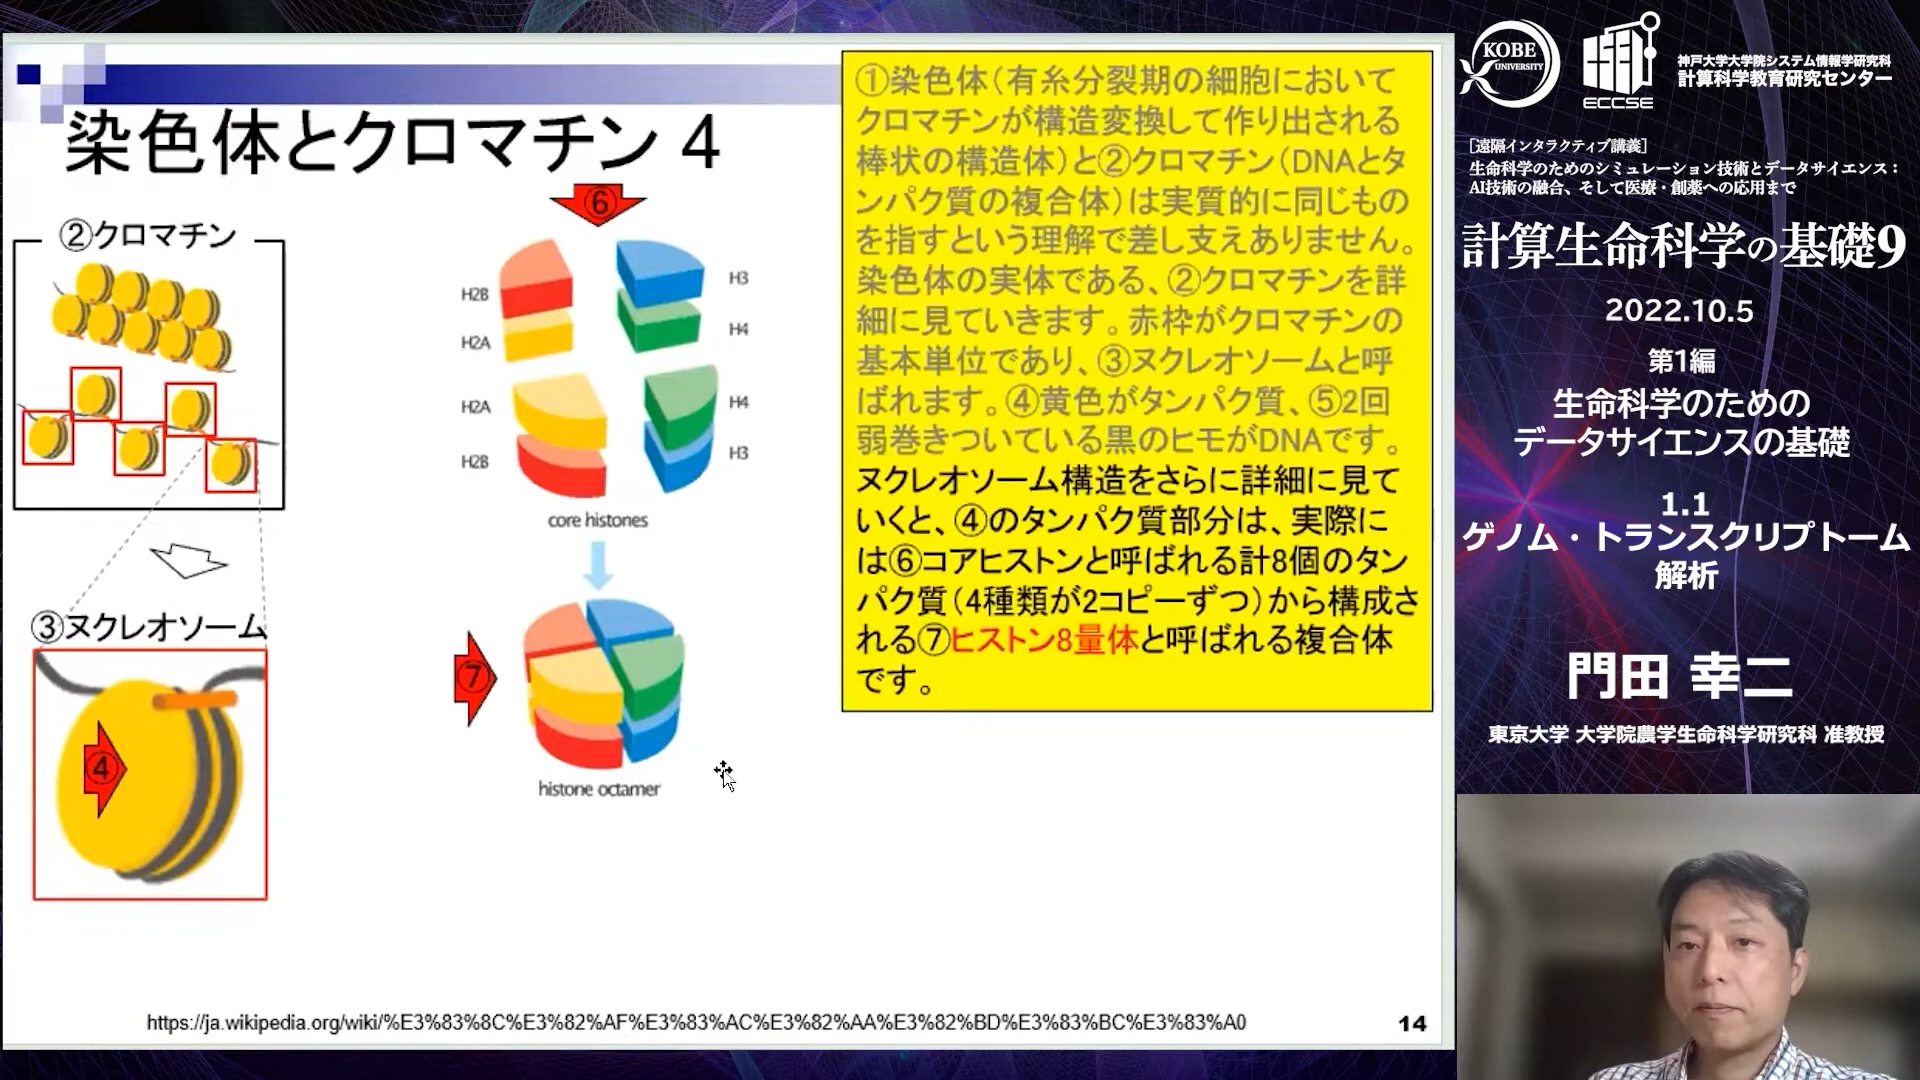 染色体とクロマチン 4
②クロマチン
③ヌクレオソーム
④
⑥
H2B
H2A
H3
H4
H2A
H2B
H4
H3
core histones
⑦
histone octamer
①染色体（有糸分裂期の細胞において
クロマチンが構造変換して作り出される
棒状の構造体）と②クロマチン（DNAとタ
ンパク質の複合体）は実質的に同じもの
を指すという理解で差し支えありません。
染色体の実体である、②クロマチンを詳
細に見ていきます。赤枠がクロマチンの
基本単位であり、③ヌクレオソームと呼
ばれます。④黄色がタンパク質、⑤2回
弱巻きついている黒のヒモがDNAです。
ヌクレオソーム構造をさらに詳細に見て
いくと、④のタンパク質部分は、実際に
は⑥コアヒストンと呼ばれる計8個のタン
パク質（4種類が2コピーずつ）から構成さ
れる⑦ヒストン8量体と呼ばれる複合体
です。
https://ja.wikipedia.org/wiki/%E3%83%8C%E3%82%AF%E3%83%AC%E3%82%AA%E3%82%BD%E3%83%BC%E3%83%A0
14
KOBE
UNIVERSITY
ECCSE
神戸大学大学院システム情報学研究科
計算科学教育研究センター
［遠隔インタラクティブ講義］
生命科学のためのシミュレーション技術とデータサイエンス：
AI技術の融合、そして医療・創薬への応用まで
計算生命科学の基礎9
2022.10.5
第1編
生命科学のための
データサイエンスの基礎
1.1
ゲノム・トランスクリプトーム
解析
門田 幸二
東京大学 大学院農学生命科学研究科 准教授